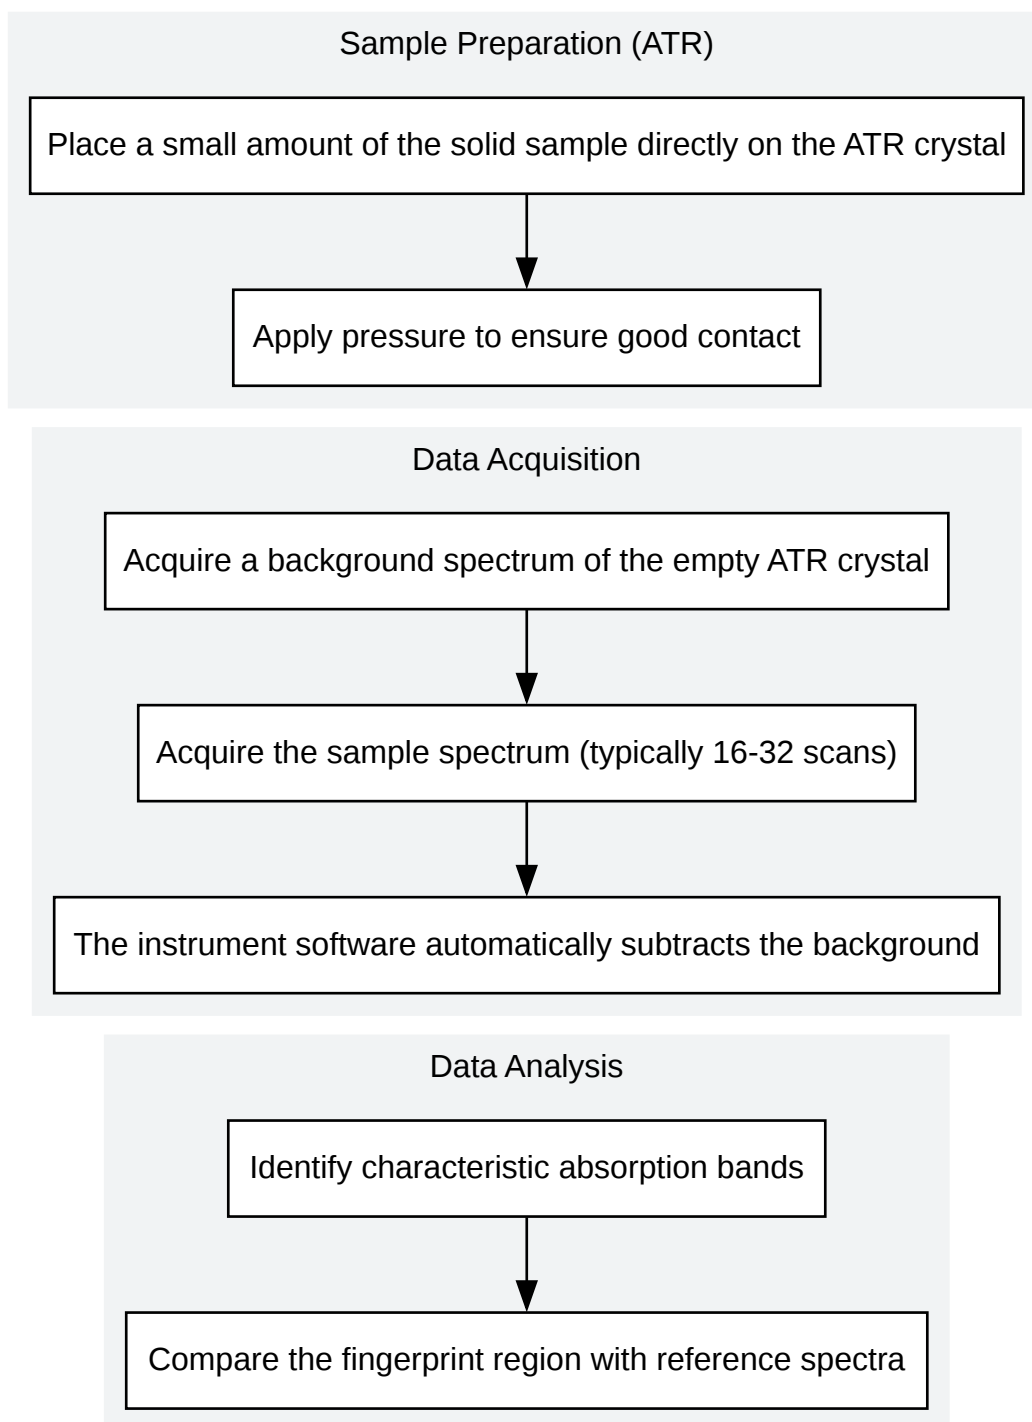 Sample Preparation (ATR)
Place a small amount of the solid sample directly on the ATR crystal
Apply pressure to ensure good contact
Data Acquisition
Acquire a background spectrum of the empty ATR crystal
Acquire the sample spectrum (typically 16-32 scans)
The instrument software automatically subtracts the background
Data Analysis
Identify characteristic absorption bands
Compare the fingerprint region with reference spectra